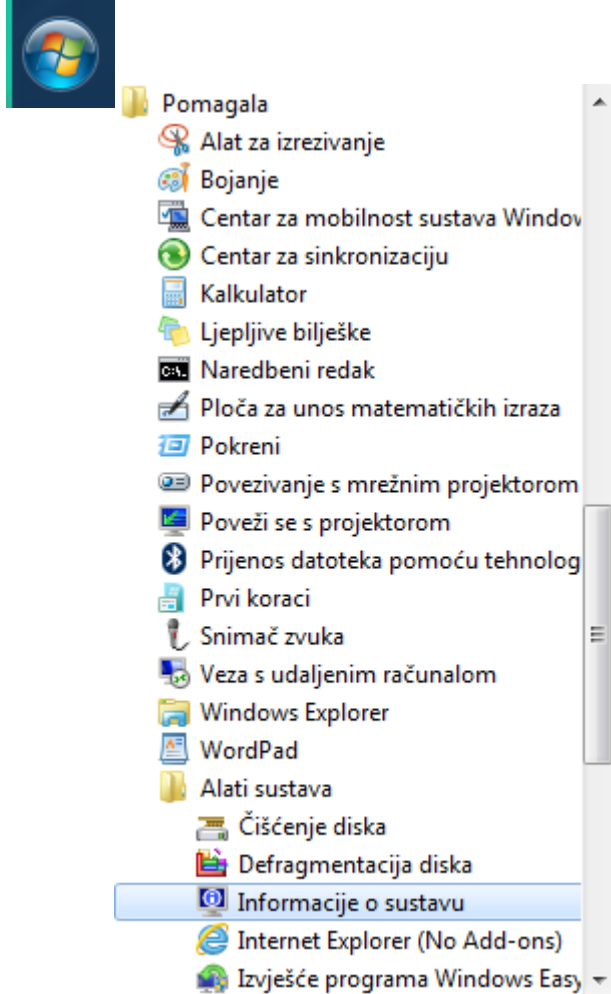 Pomagala
Alat za izrezivanje
Bojanje
Centar za mobilnost sustava Window
Centar za sinkronizaciju
Kalkulator
Ljepljive bilješke
Naredbeni redak
Ploča za unos matematičkih izraza
Pokreni
Povezivanje s mrežnim projektorom
Poveži se s projektorom
Prijenos datoteka pomoću tehnolog
Prvi koraci
Snimač zvuka
Veza s udaljenim računalom
Windows Explorer
WordPad
Alati sustava
Čišćenje diska
Defragmentacija diska
Informacije o sustavu
Internet Explorer (No Add-ons)
Izvješće programa Windows Easy